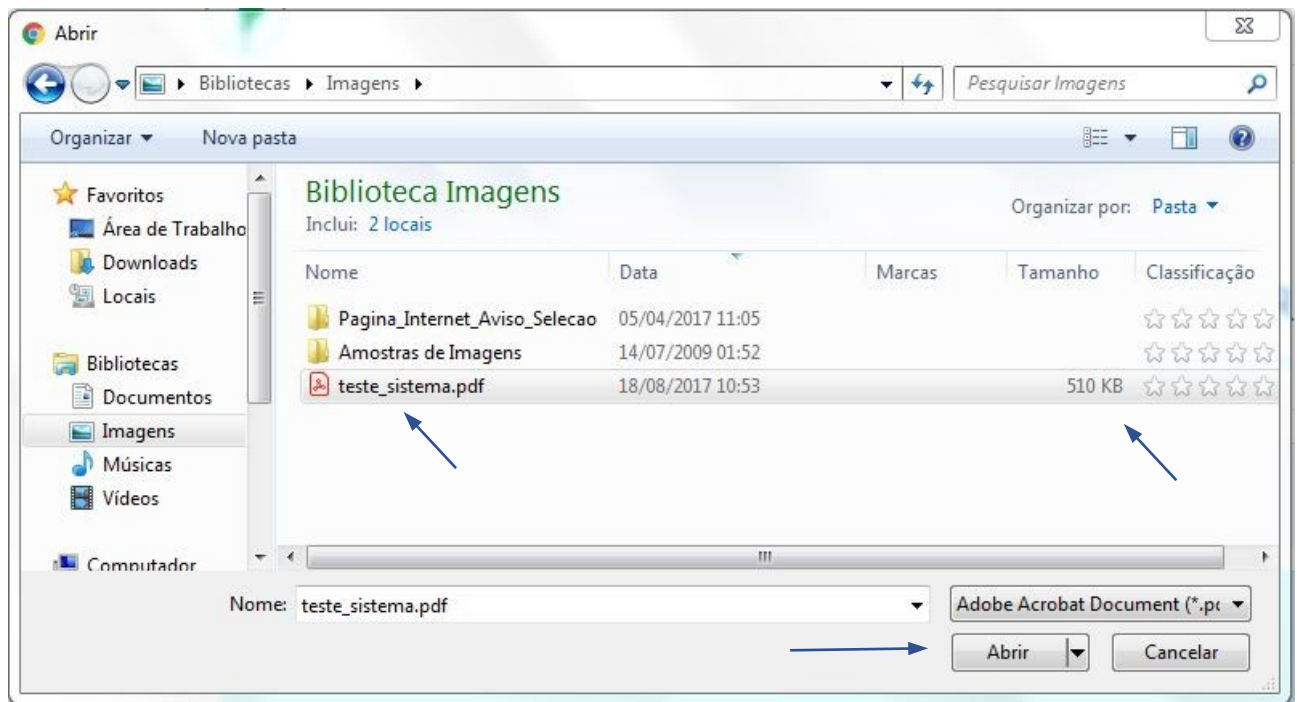 Abrir
Bibliotecas Imagens
Pesquisar Imagens
Organizar Nova pasta
Favoritos
Área de Trabalho
Downloads
Locais
Bibliotecas
Documentos
Imagens
Músicas
Vídeos
Computador
Biblioteca Imagens
Inclui: 2 locais
Organizar por: Pasta
Nome Data Marcas Tamanho Classificação
Pagina_Internet_Aviso_Selecao 05/04/2017 11:05
Amostras de Imagens 14/07/2009 01:52
teste_sistema.pdf 18/08/2017 10:53 510 KB
Nome: teste_sistema.pdf
Adobe Acrobat Document (*.pc
Abrir Cancelar